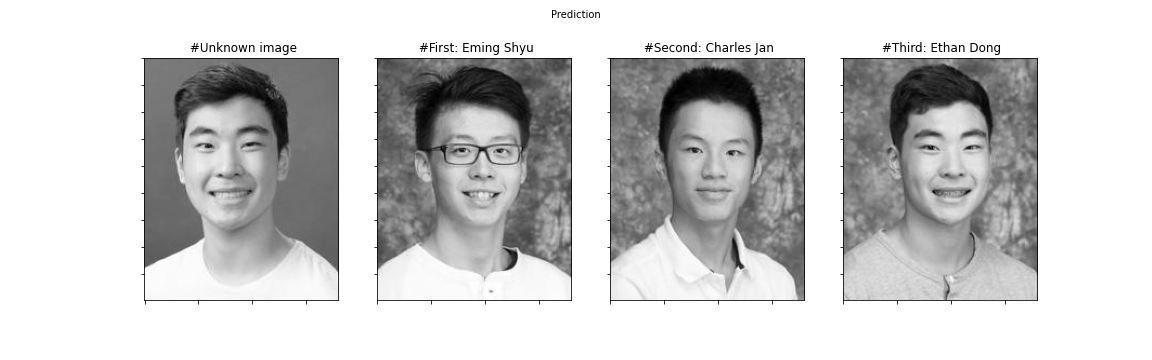 Prediction
#Unknown image
#First: Eming Shyu
#Second: Charles Jan
#Third: Ethan Dong